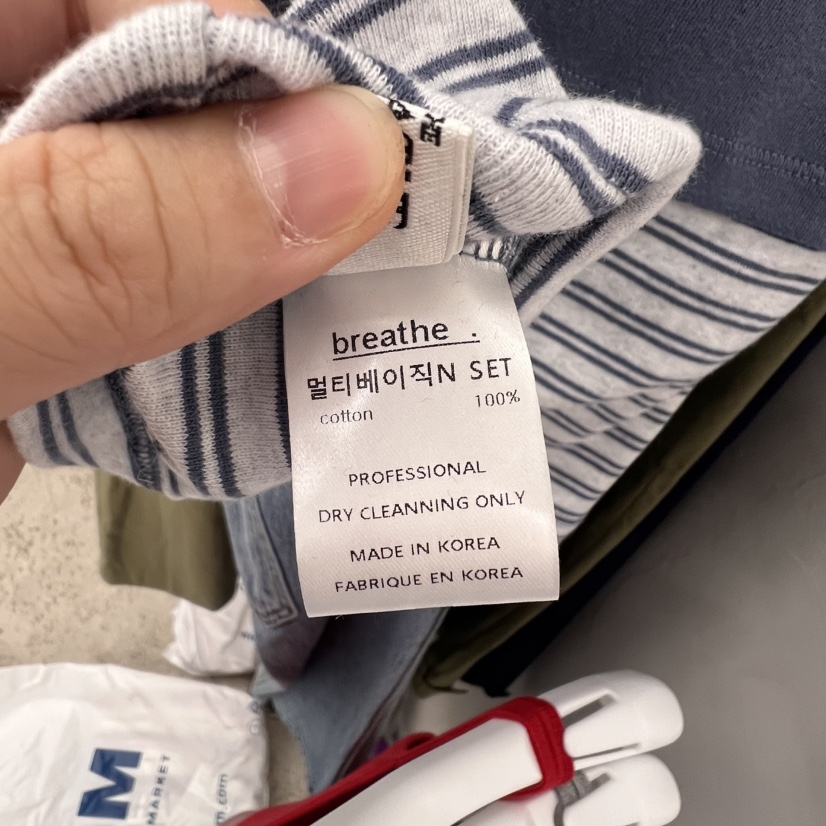 breathe .
멀티베이직N SET
cotton 100%
PROFESSIONAL
DRY CLEANNING ONLY
MADE IN KOREA
FABRIQUE EN KOREA
M
MARKET